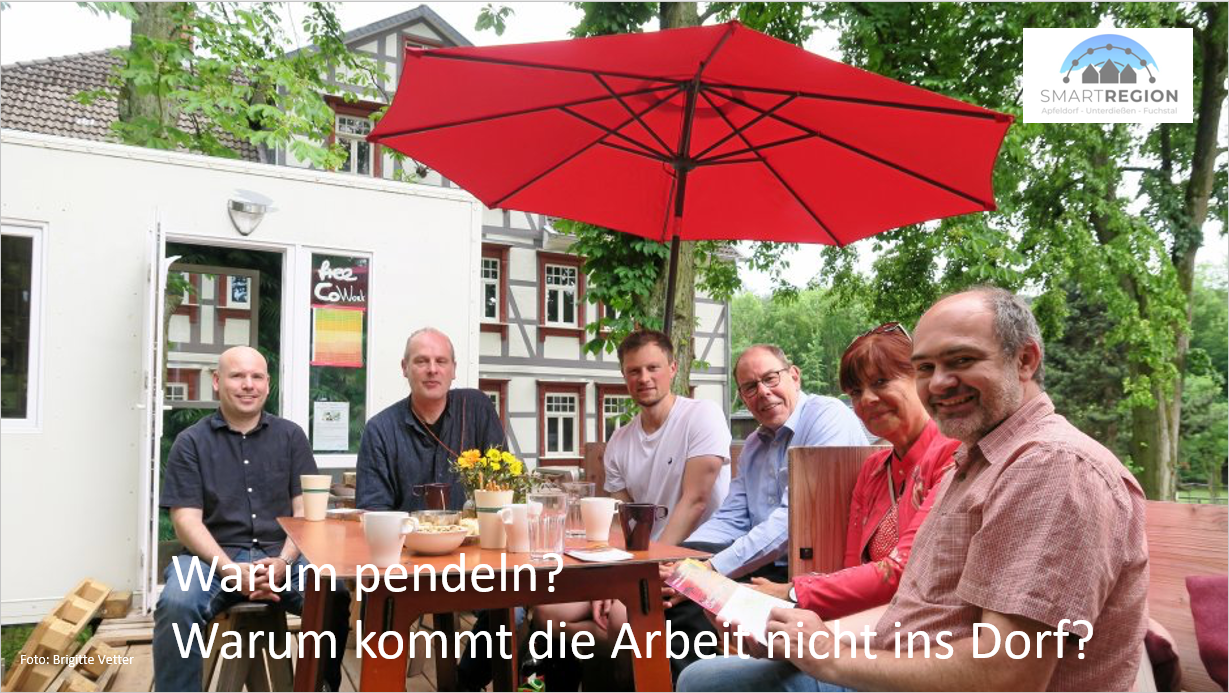 SMARTREGION
Apfeldorf - Unterdießen - Fuchstal
free
CoWork
Warum pendeln?
Warum kommt die Arbeit nicht ins Dorf?
Foto: Brigitte Vetter